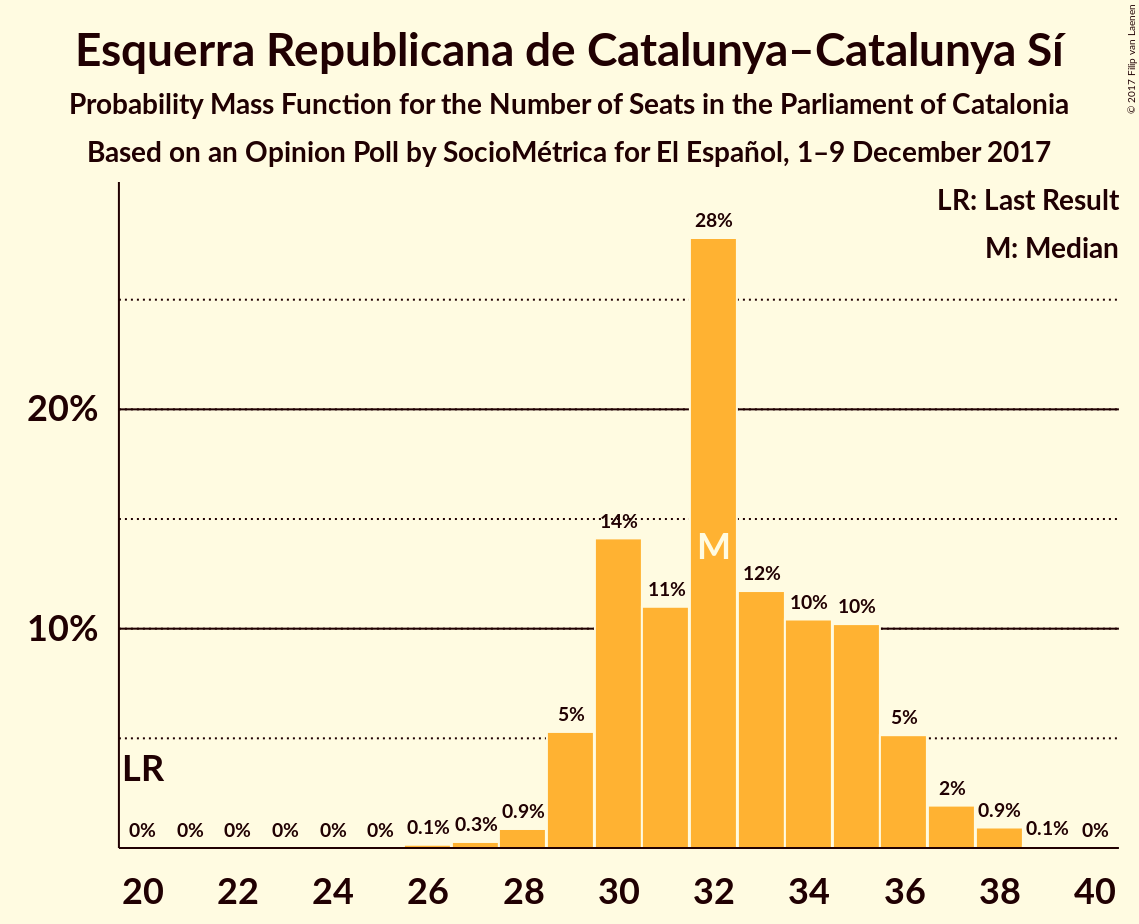 Esquerra Republicana de Catalunya–Catalunya Sí
Probability Mass Function for the Number of Seats in the Parliament of Catalonia
Based on an Opinion Poll by SocioMétrica for El Español, 1–9 December 2017
© 2017 Filip van Laenen
LR: Last Result
M: Median
28%
20%
14%
M
12%
11%
10%
10%
10%
5%
5%
LR
2%
0%
0%
0%
0%
0%
0%
0.1%
0.3%
0.9%
0.9%
0.1%
0%
20 22 24 26 28 30 32 34 36 38 40